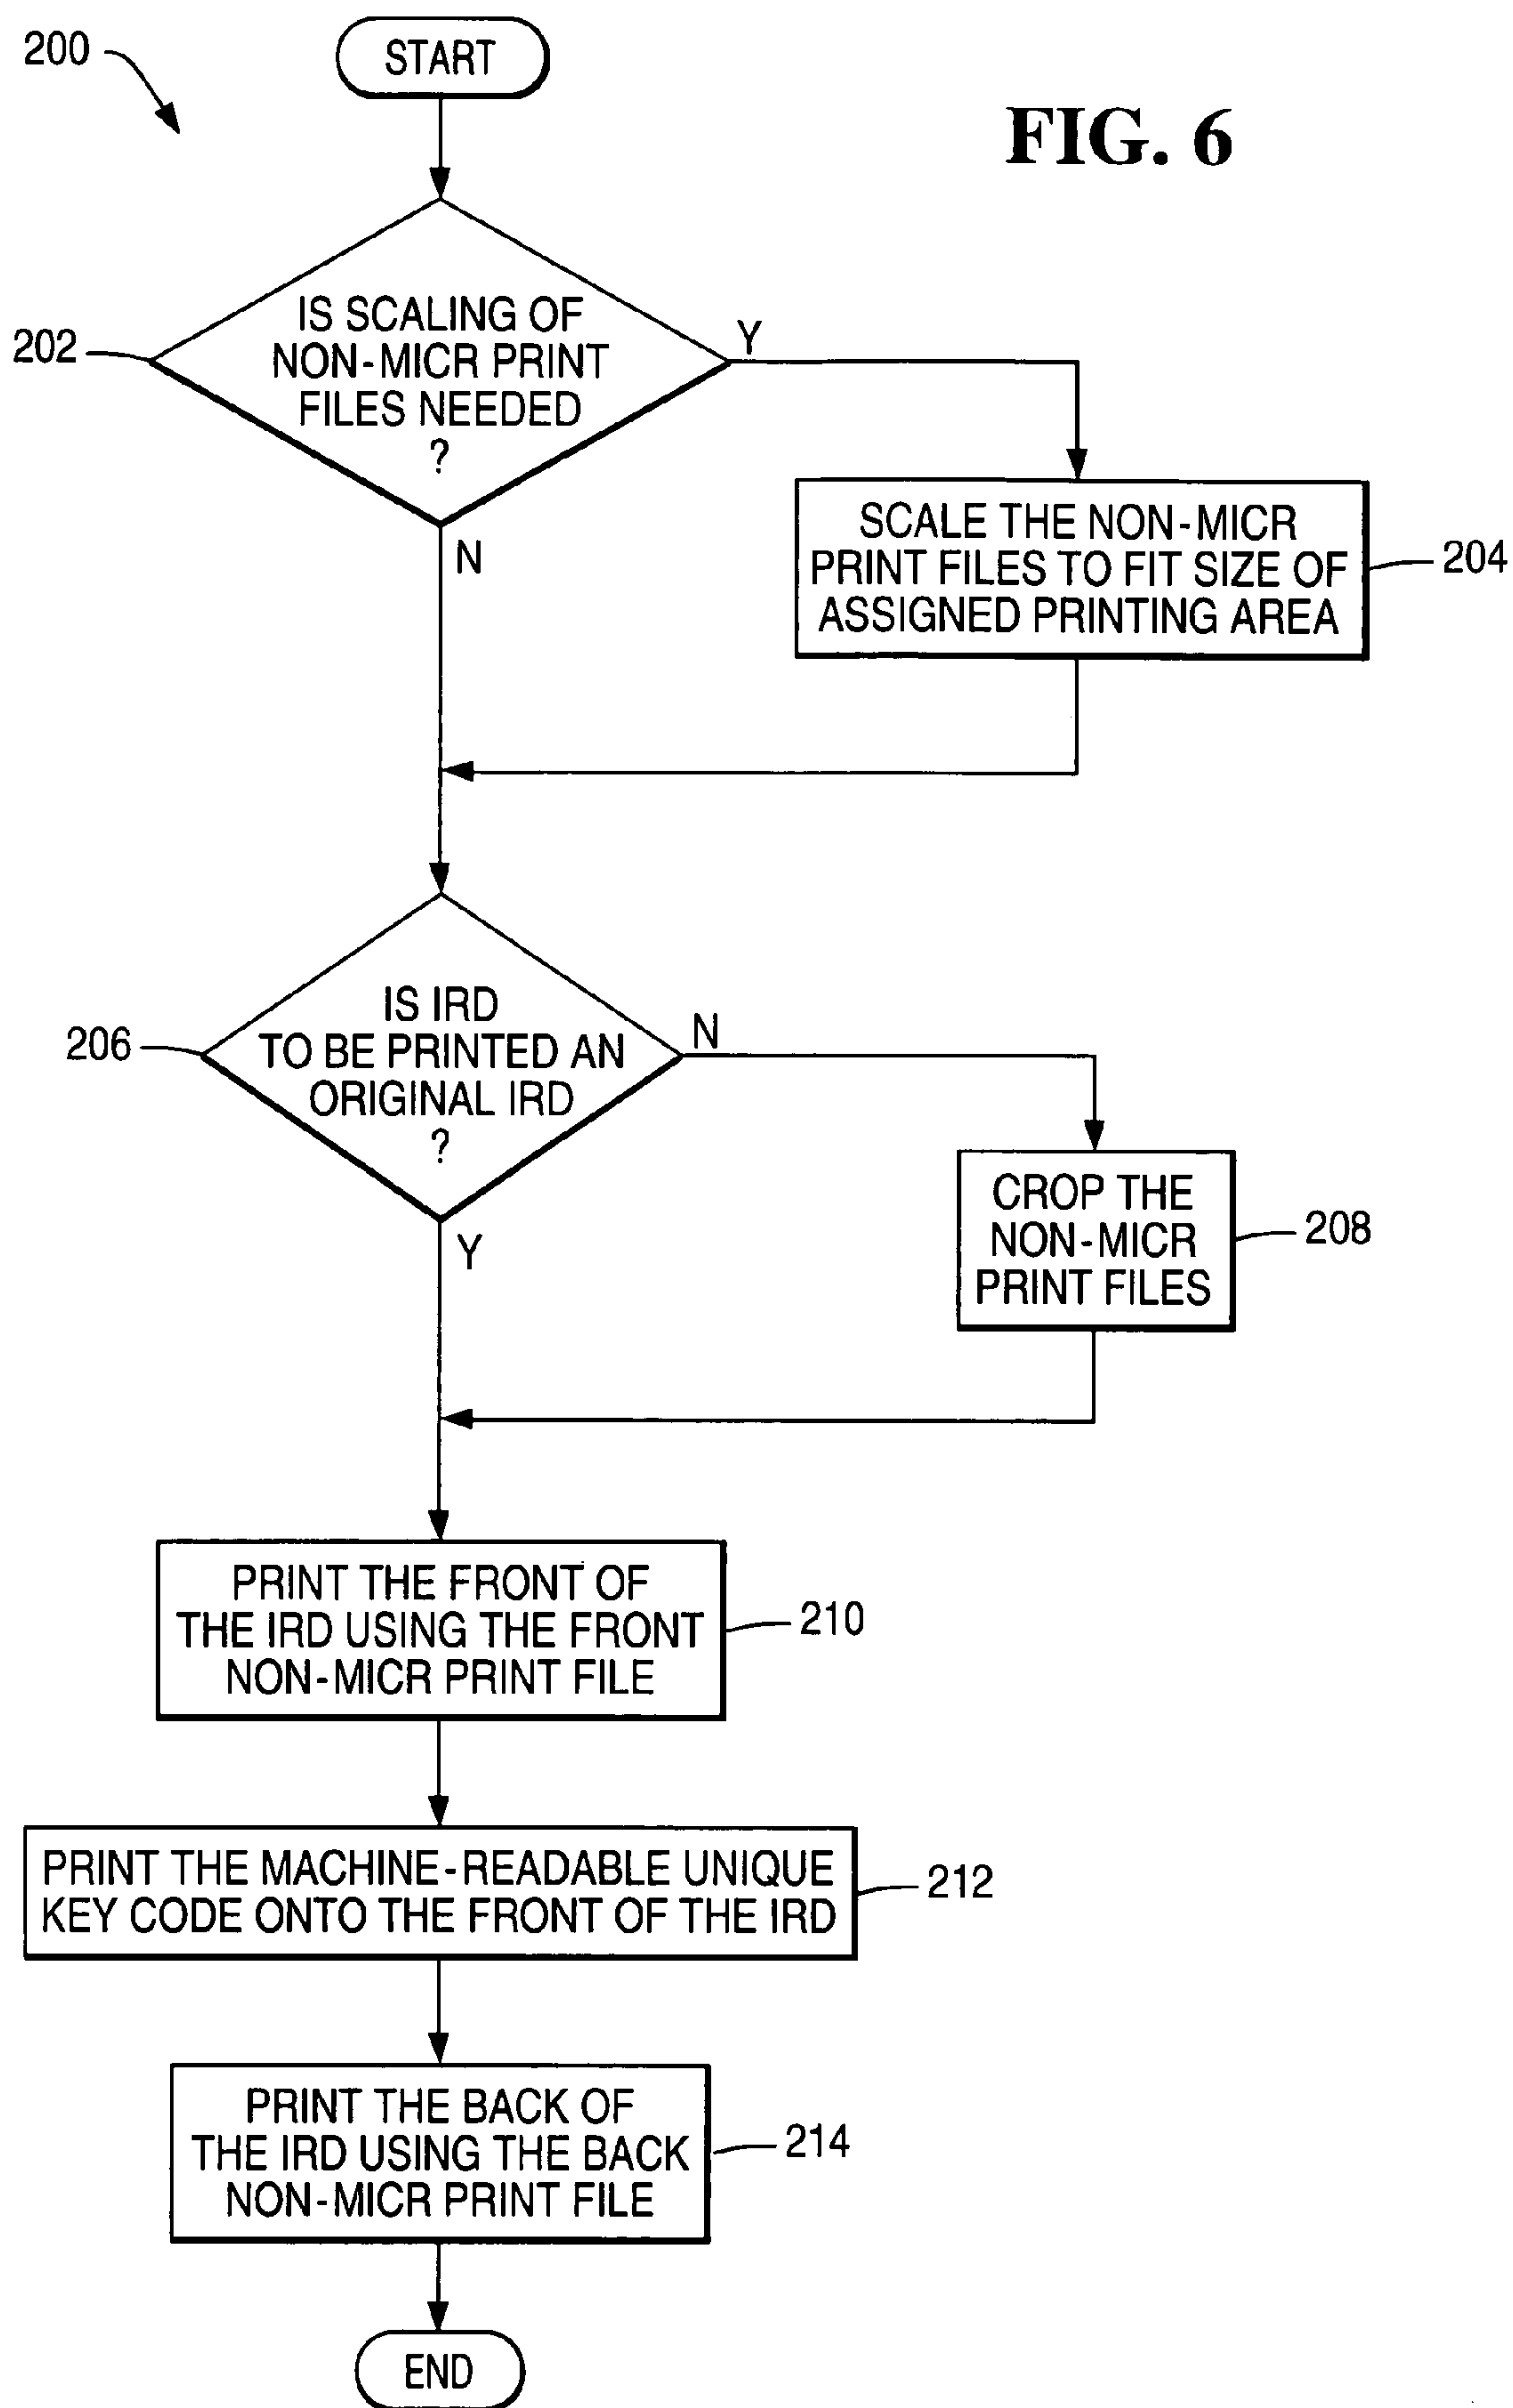 200
START
FIG. 6
202
IS SCALING OF
NON-MICR PRINT
FILES NEEDED
?
Y
N
SCALE THE NON-MICR
PRINT FILES TO FIT SIZE OF
ASSIGNED PRINTING AREA
204
206
IS IRD
TO BE PRINTED AN
ORIGINAL IRD
?
N
Y
CROP THE
NON-MICR
PRINT FILES
208
PRINT THE FRONT OF
THE IRD USING THE FRONT
NON-MICR PRINT FILE
210
PRINT THE MACHINE-READABLE UNIQUE
KEY CODE ONTO THE FRONT OF THE IRD
212
PRINT THE BACK OF
THE IRD USING THE BACK
NON-MICR PRINT FILE
214
END